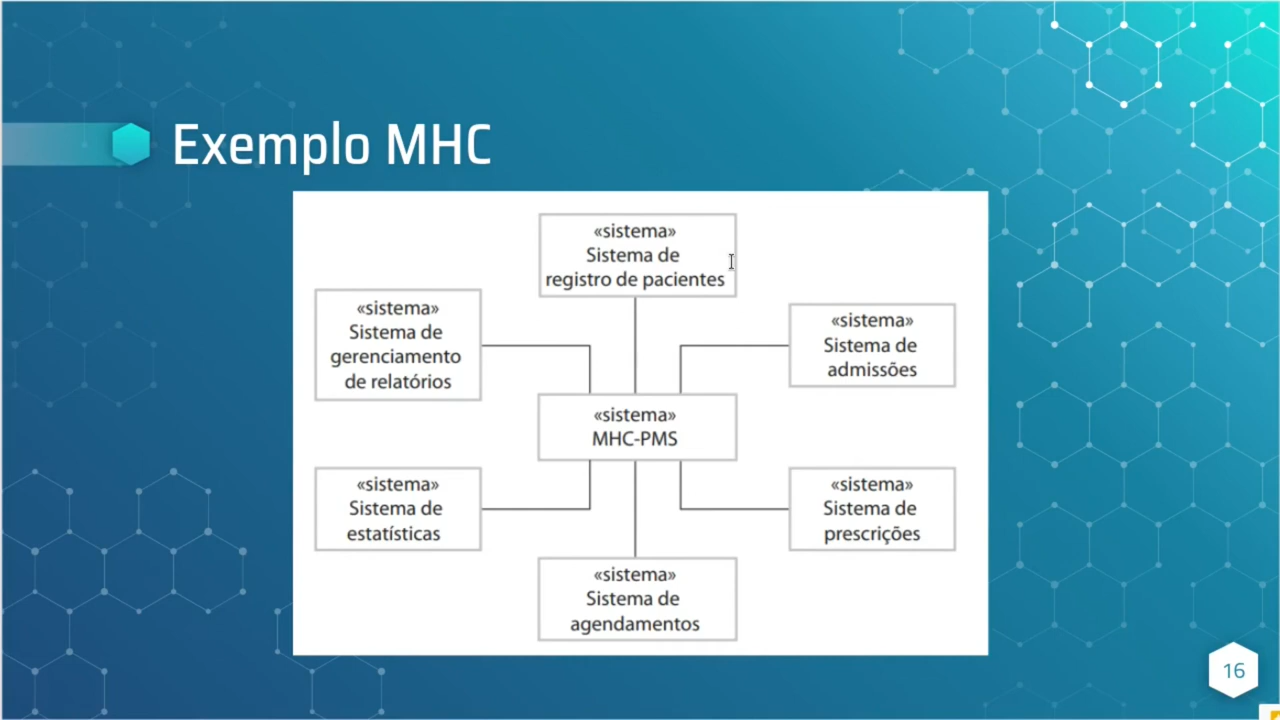 Exemplo MHC
«sistema»
Sistema de
registro de pacientes
«sistema»
Sistema de
gerenciamento
de relatórios
«sistema»
Sistema de
admissões
«sistema»
MHC-PMS
«sistema»
Sistema de
estatísticas
«sistema»
Sistema de
prescrições
«sistema»
Sistema de
agendamentos
16